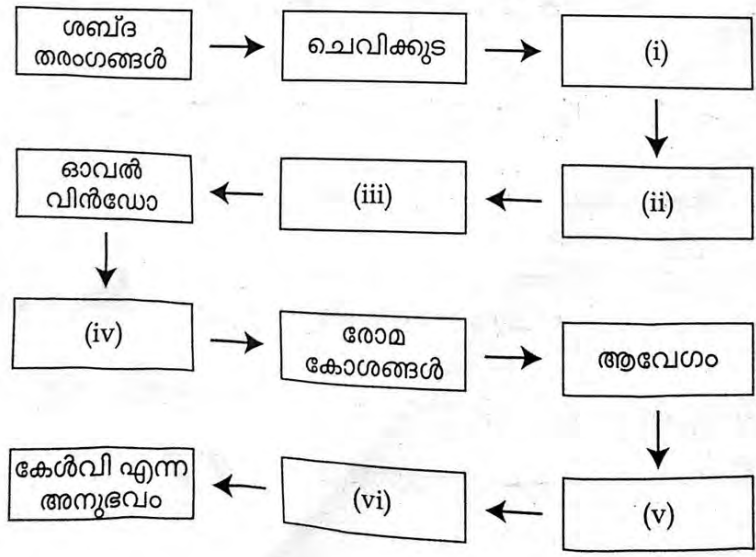 ശബ്ദ
തരംഗങ്ങൾ
ചെവിക്കുട
(i)
ഓവൽ
വിൻഡോ
(iii)
(ii)
(iv)
രോമ
കോശങ്ങൾ
ആവേഗം
കേൾവി എന്ന
അനുഭവം
(vi)
(v)